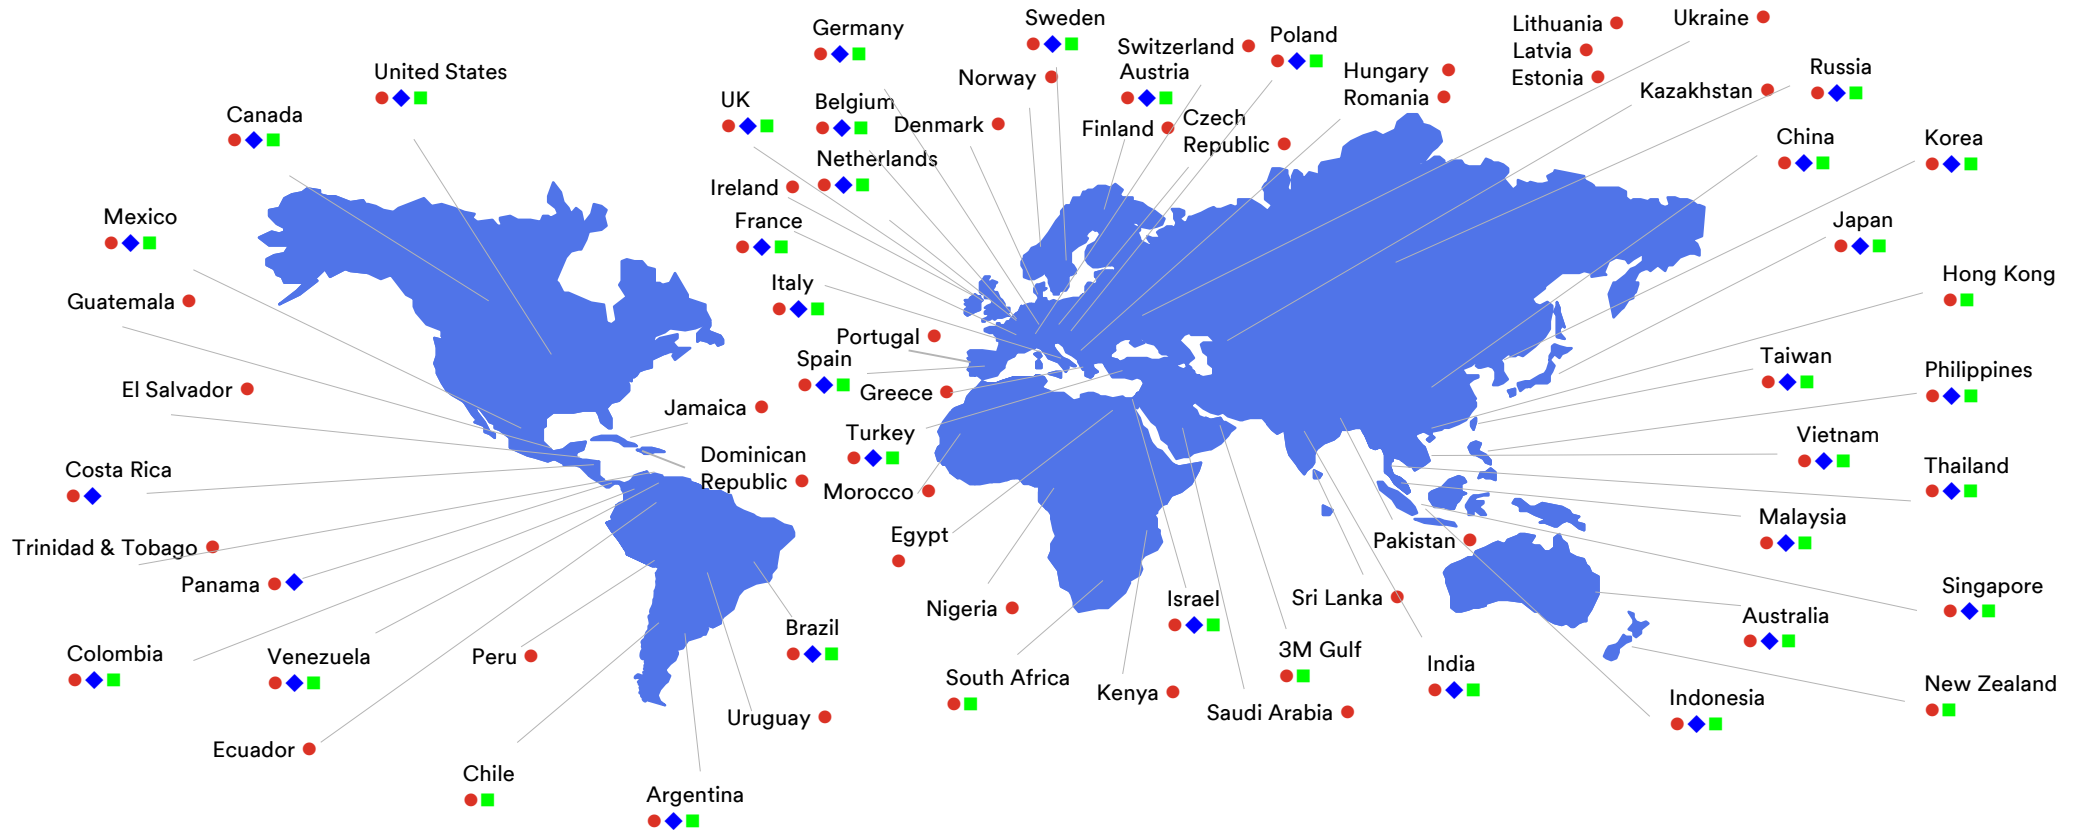 Germany
Sweden
Lithuania
Ukraine
Switzerland
Poland
Latvia
United States
Norway
Austria
Hungary
Estonia
Russia
UK
Belgium
Romania
Kazakhstan
Canada
Denmark
Finland
Czech
Republic
China
Korea
Netherlands
Ireland
Mexico
France
Japan
Italy
Hong Kong
Guatemala
Portugal
Spain
Taiwan
Philippines
El Salvador
Greece
Jamaica
Turkey
Vietnam
Dominican
Republic
Costa Rica
Thailand
Morocco
Malaysia
Egypt
Pakistan
Trinidad & Tobago
Panama
Singapore
Nigeria
Israel
Sri Lanka
Australia
Brazil
Colombia
Venezuela
Peru
3M Gulf
India
South Africa
Kenya
New Zealand
Indonesia
Uruguay
Saudi Arabia
Ecuador
Chile
Argentina